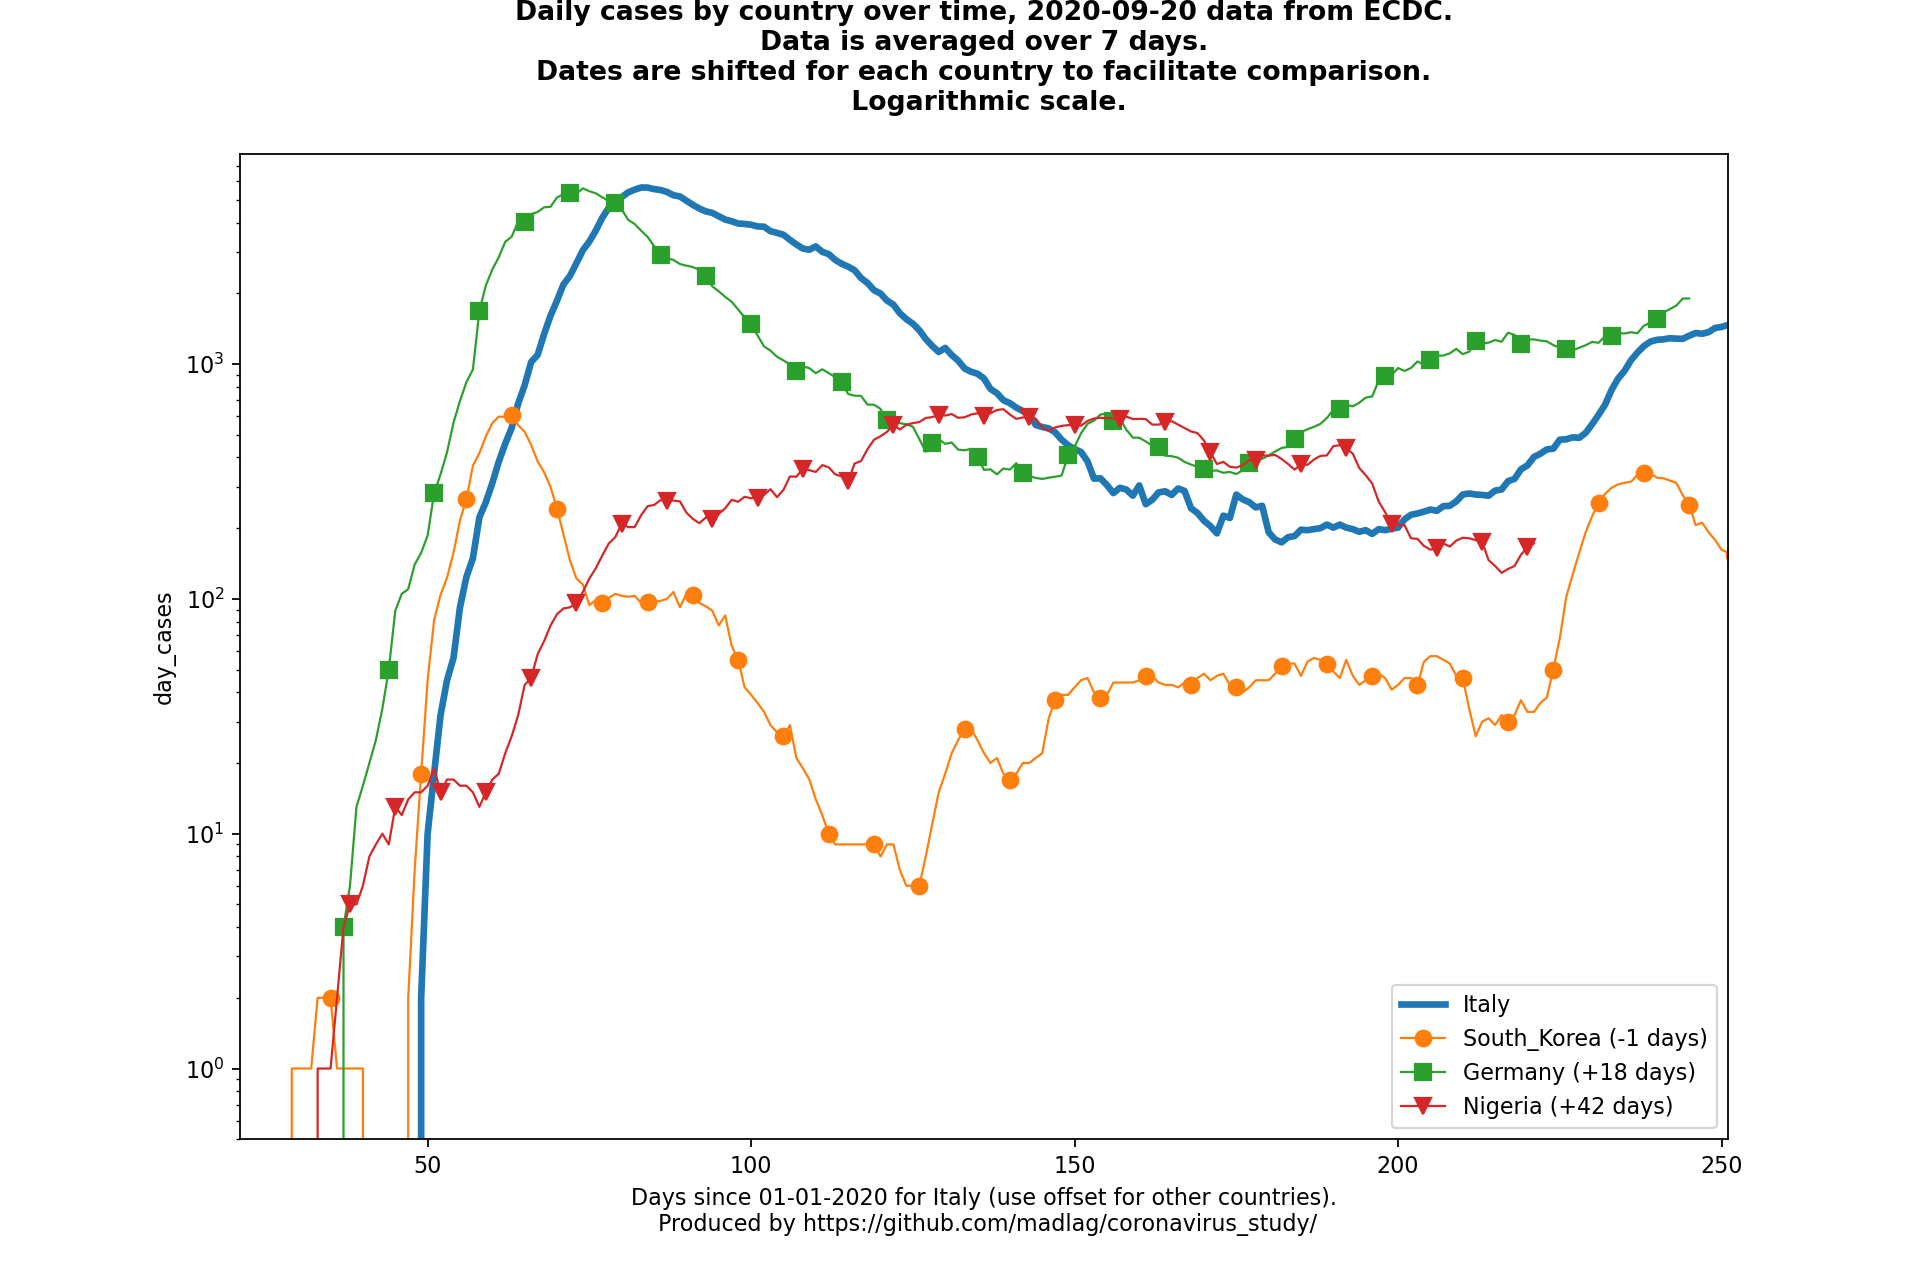 Daily cases by country over time, 2020-09-20 data from ECDC.
Data is averaged over 7 days.
Dates are shifted for each country to facilitate comparison.
Logarithmic scale.
day_cases
10³
10²
10¹
10⁰
50
100
150
200
250
Italy
South_Korea (-1 days)
Germany (+18 days)
Nigeria (+42 days)
Days since 01-01-2020 for Italy (use offset for other countries).
Produced by https://github.com/madlag/coronavirus_study/